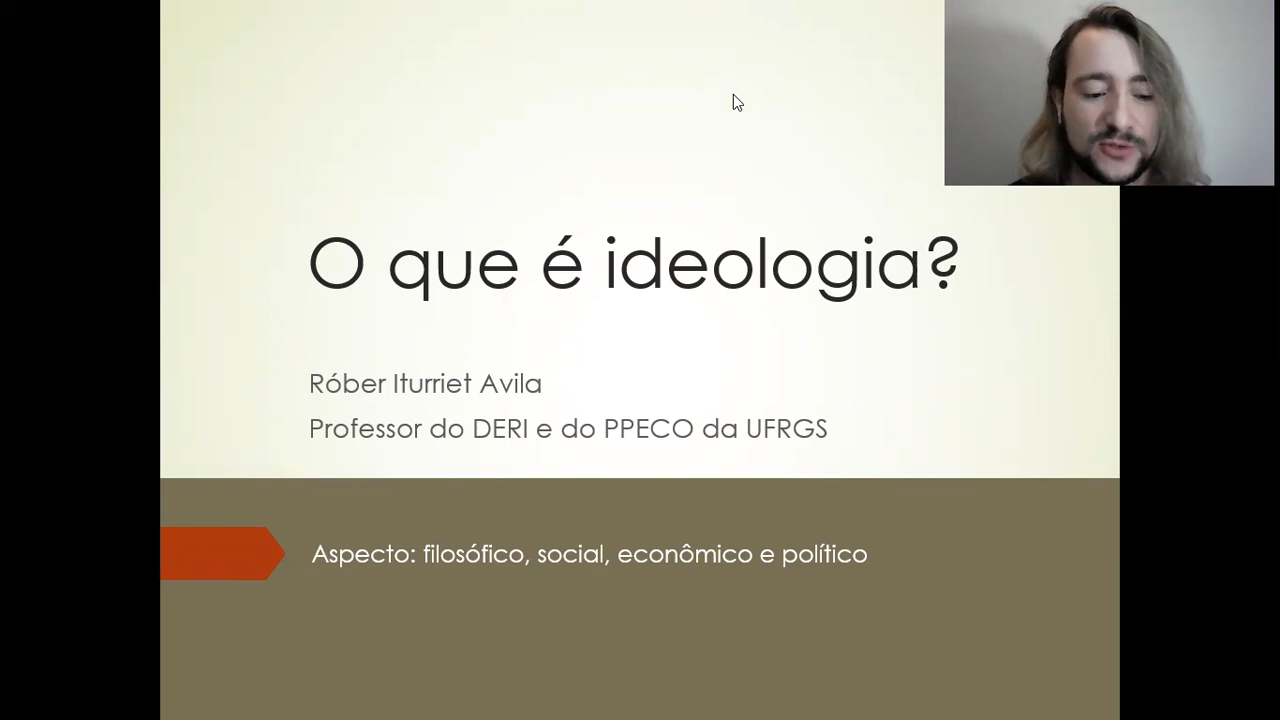 O que é ideologia?
Róber Iturriet Avila
Professor do DERI e do PPECO da UFRGS
Aspecto: filosófico, social, econômico e político